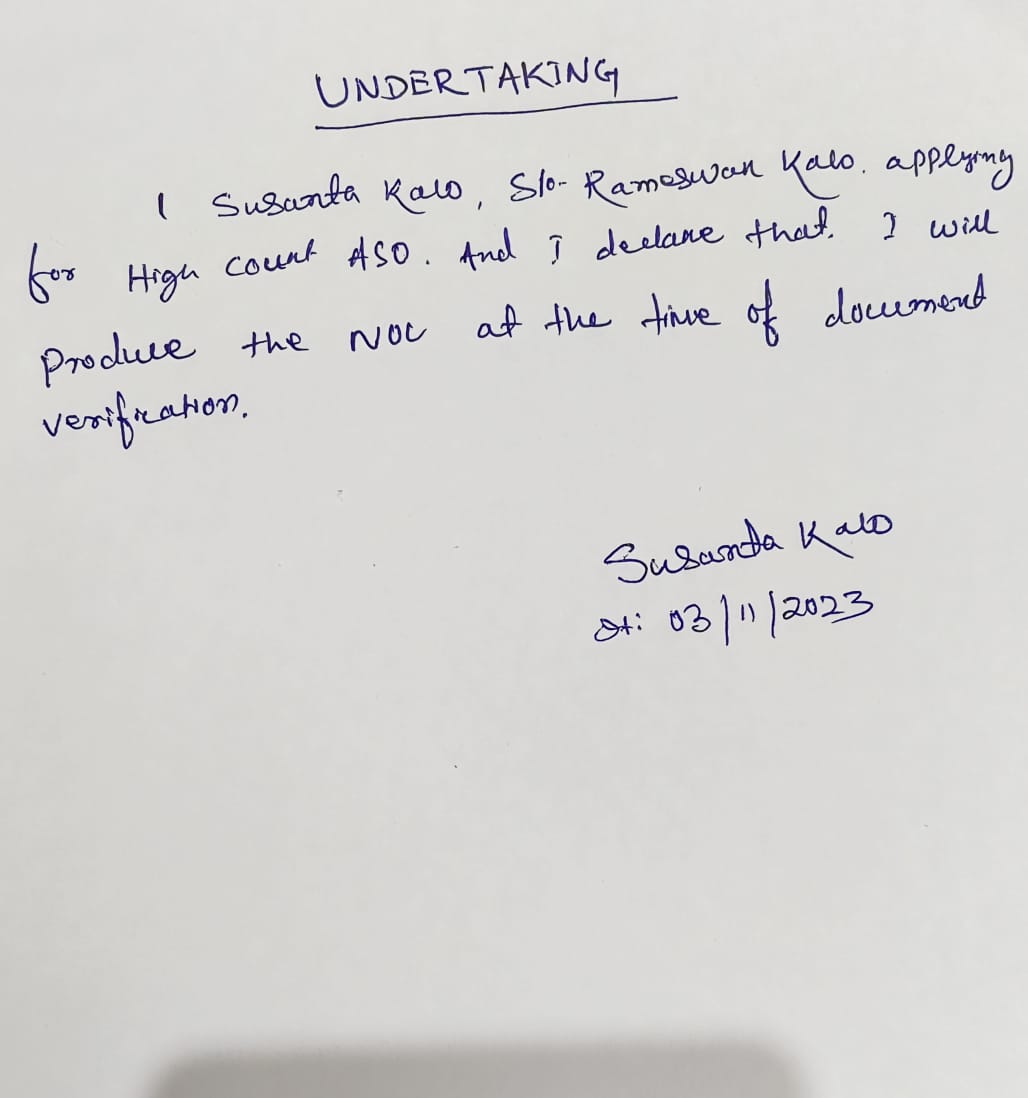 UNDERTAKING
I Susanta Kalo, S/o- Rameswar Kalo. applying
for High Court ASO. And I declare that. I will
Produce the NOC at the time of document
verification.
Susanta Kalo
Dt: 03/11/2023